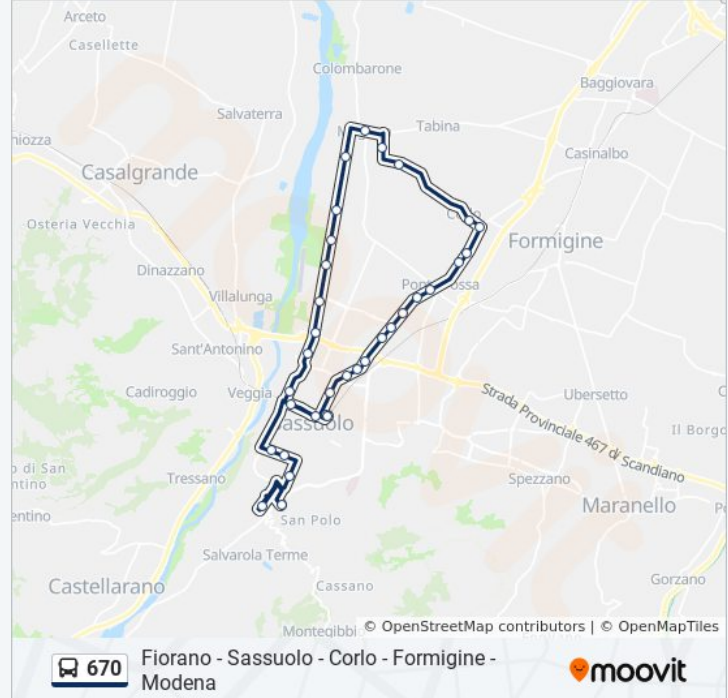 Arceto
Casellette
Colombarone
Baggiovara
Salvaterra
Tabina
Casinalbo
Casalgrande
Osteria Vecchia
Formigine
Dinazzano
Villalunga
Sant'Antonino
Cadiroggio
Veggia
Ubersetto
Strada Provinciale 467 di Scandiano
Sassuolo
Il Borgo
Tressano
Spezzano
Maranello
San Polo
Salvarola Terme
Castellarano
Cassano
Gorzano
Montegibbi
© OpenStreetMap contributors | © OpenMapTiles
670
Fiorano - Sassuolo - Corlo - Formigine -
Modena
moovit